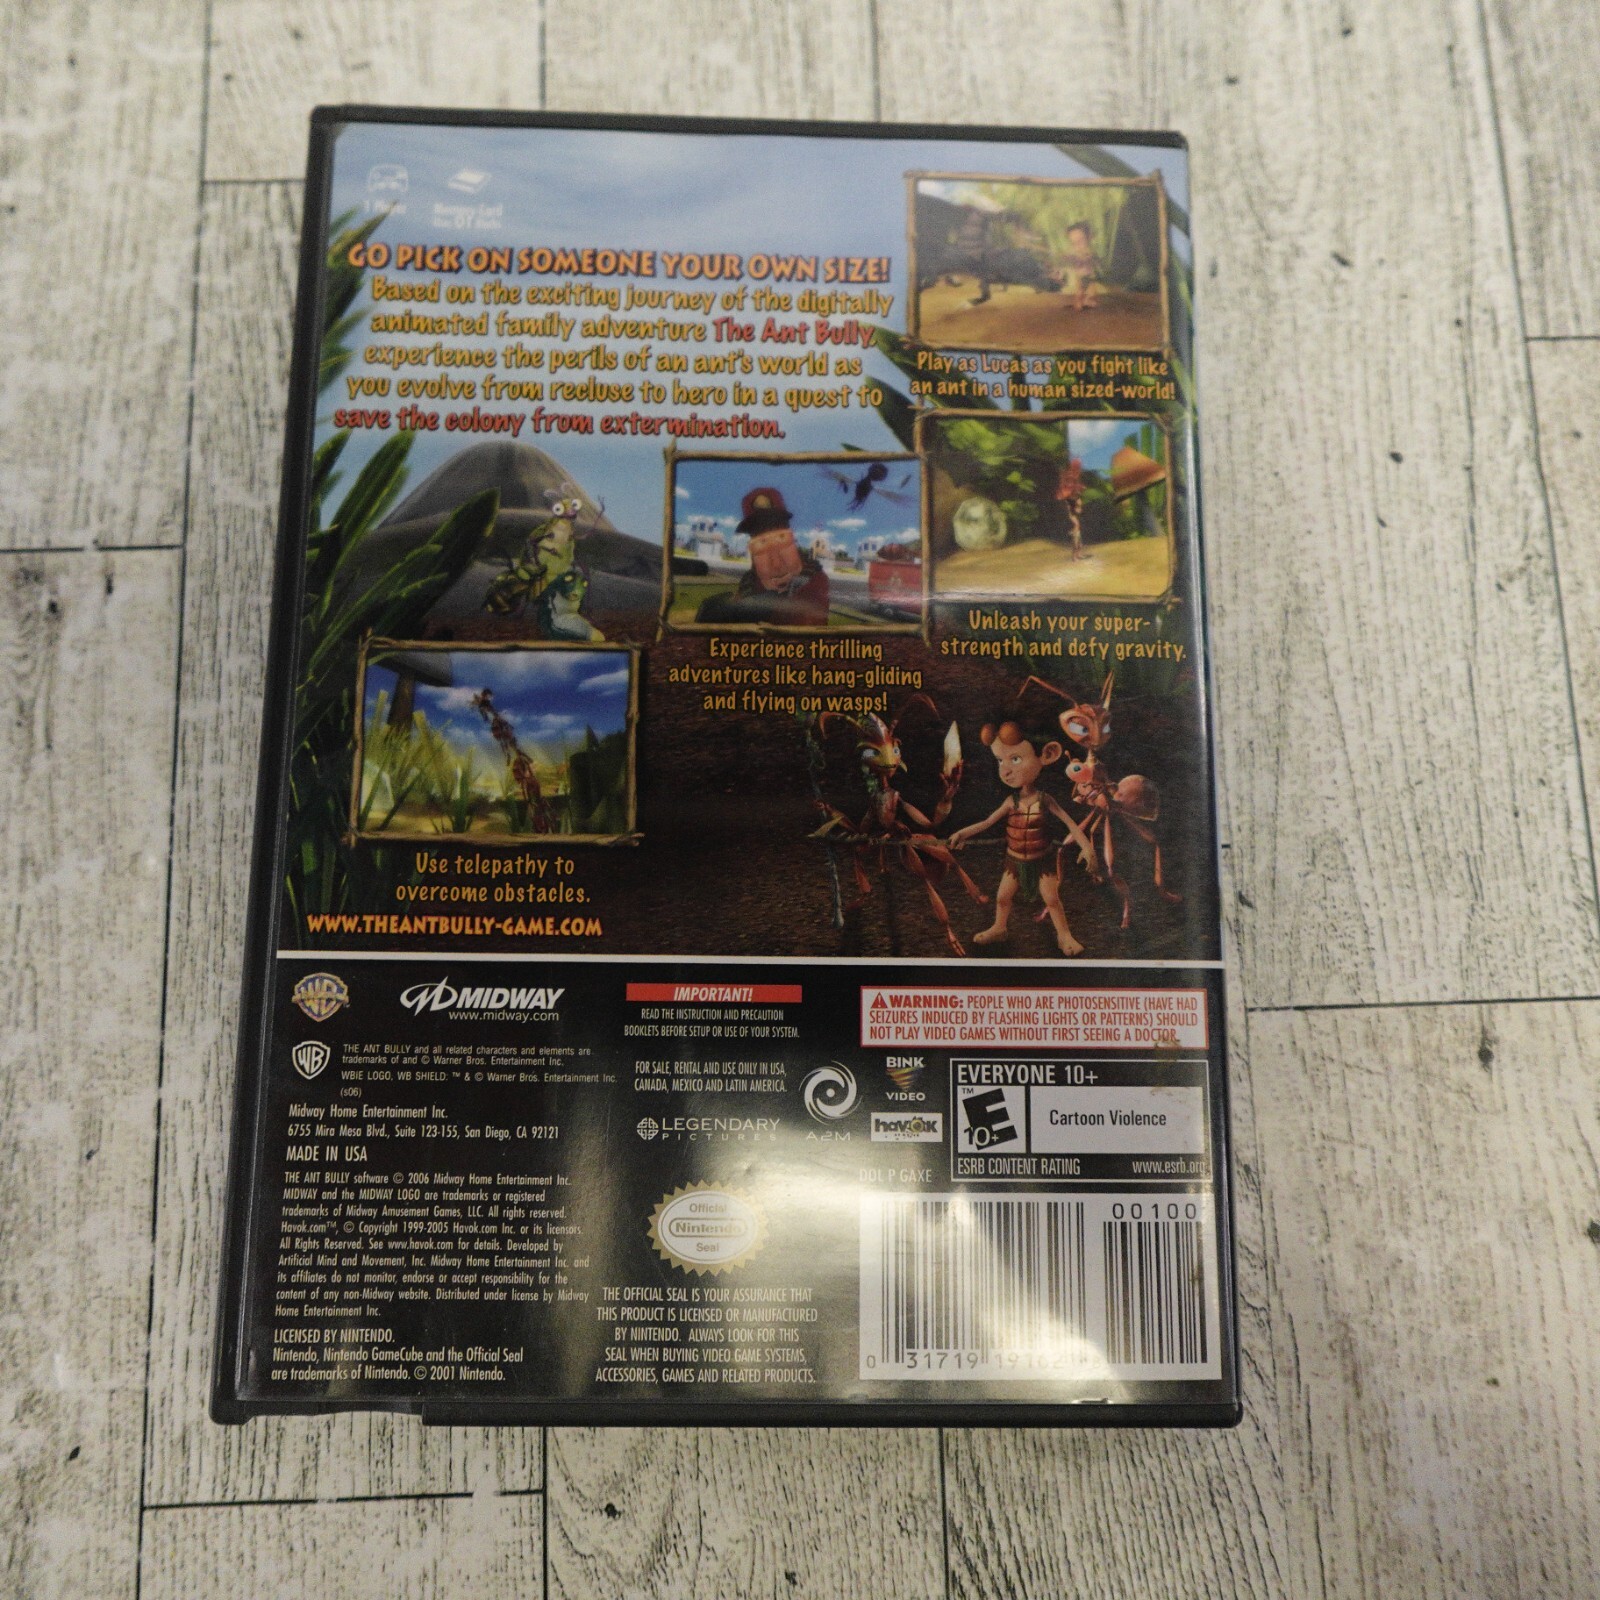 1 Player
Memory Card
GO PICK ON SOMEONE YOUR OWN SIZE!
Based on the exciting journey of the digitally
animated family adventure The Ant Bully,
experience the perils of an ant's world as
you evolve from recluse to hero in a quest to
save the colony from extermination.
Play as Lucas as you fight like
an ant in a human sized-world!
Unleash your super-
strength and defy gravity.
Experience thrilling
adventures like hang-gliding
and flying on wasps!
Use telepathy to
overcome obstacles.
WWW.THEANTBULLY-GAME.COM
WB
MIDWAY
www.midway.com
WB
THE ANT BULLY and all related characters and elements are
trademarks of and © Warner Bros. Entertainment Inc.
WBIE LOGO, WB SHIELD: ™ & © Warner Bros. Entertainment Inc.
(s06)
Midway Home Entertainment Inc.
6755 Mira Mesa Blvd., Suite 123-155, San Diego, CA 92121
MADE IN USA
THE ANT BULLY software © 2006 Midway Home Entertainment Inc.
MIDWAY and the MIDWAY LOGO are trademarks or registered
trademarks of Midway Amusement Games, LLC. All rights reserved.
Havok.com™, © Copyright 1999-2005 Havok.com Inc. or its licensors.
All Rights Reserved. See www.havok.com for details. Developed by
Artificial Mind and Movement, Inc. Midway Home Entertainment Inc. and
its affiliates do not monitor, endorse or accept responsibility for the
content of any non-Midway website. Distributed under license by Midway
Home Entertainment Inc.
LICENSED BY NINTENDO.
Nintendo, Nintendo GameCube and the Official Seal
are trademarks of Nintendo. © 2001 Nintendo.
IMPORTANT!
READ THE INSTRUCTION AND PRECAUTION
BOOKLETS BEFORE SETUP OR USE OF YOUR SYSTEM.
FOR SALE, RENTAL AND USE ONLY IN USA,
CANADA, MEXICO AND LATIN AMERICA.
LEGENDARY
PICTURES
A2M
Official
Nintendo
Seal
THE OFFICIAL SEAL IS YOUR ASSURANCE THAT
THIS PRODUCT IS LICENSED OR MANUFACTURED
BY NINTENDO. ALWAYS LOOK FOR THIS
SEAL WHEN BUYING VIDEO GAME SYSTEMS,
ACCESSORIES, GAMES AND RELATED PRODUCTS.
WARNING: PEOPLE WHO ARE PHOTOSENSITIVE (HAVE HAD
SEIZURES INDUCED BY FLASHING LIGHTS OR PATTERNS) SHOULD
NOT PLAY VIDEO GAMES WITHOUT FIRST SEEING A DOCTOR.
BINK
VIDEO
havok
EVERYONE 10+
™
E
10+
Cartoon Violence
ESRB CONTENT RATING www.esrb.org
DOL P GAXE
00100
0 31719